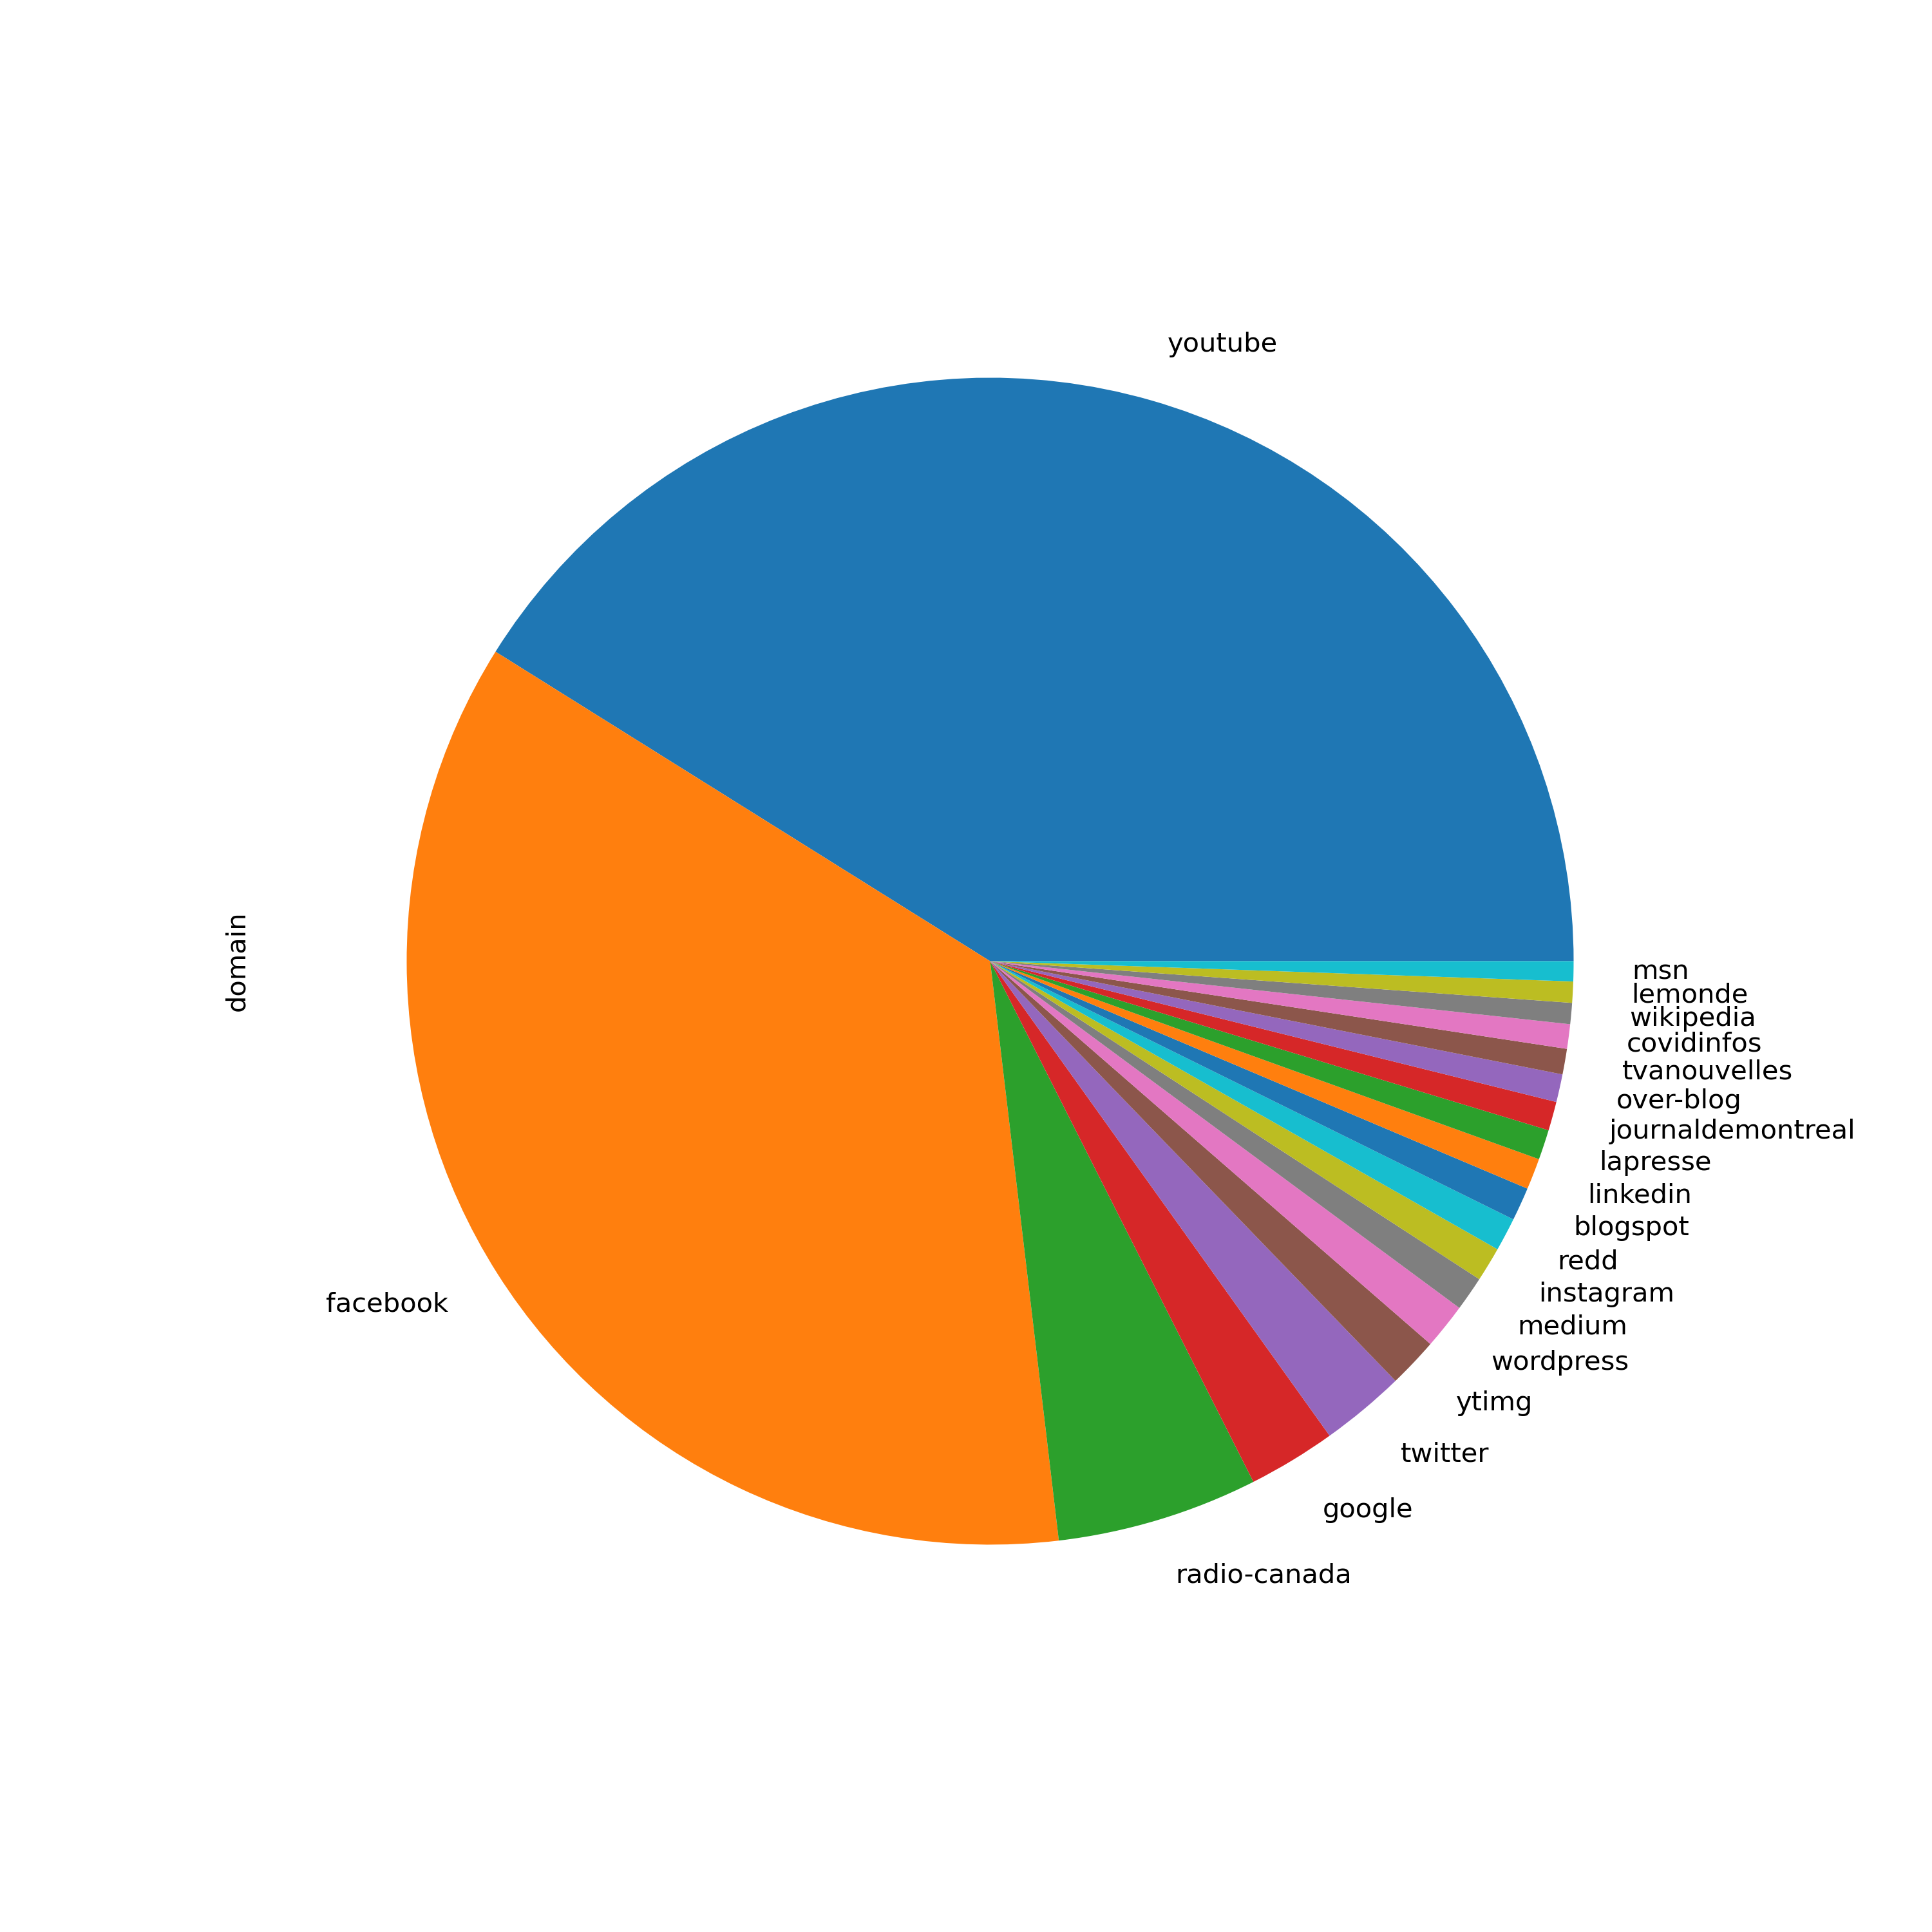 youtube
domain
msn
lemonde
wikipedia
covidinfos
tvanouvelles
over-blog
journaldemontreal
lapresse
linkedin
blogspot
redd
instagram
facebook
medium
wordpress
ytimg
twitter
google
radio-canada